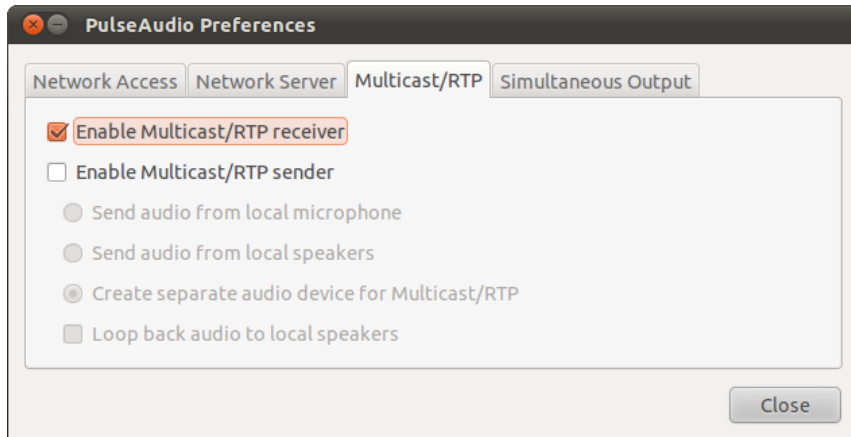 PulseAudio Preferences
Network Access Network Server Multicast/RTP Simultaneous Output
Enable Multicast/RTP receiver
Enable Multicast/RTP sender
Send audio from local microphone
Send audio from local speakers
Create separate audio device for Multicast/RTP
Loop back audio to local speakers
Close